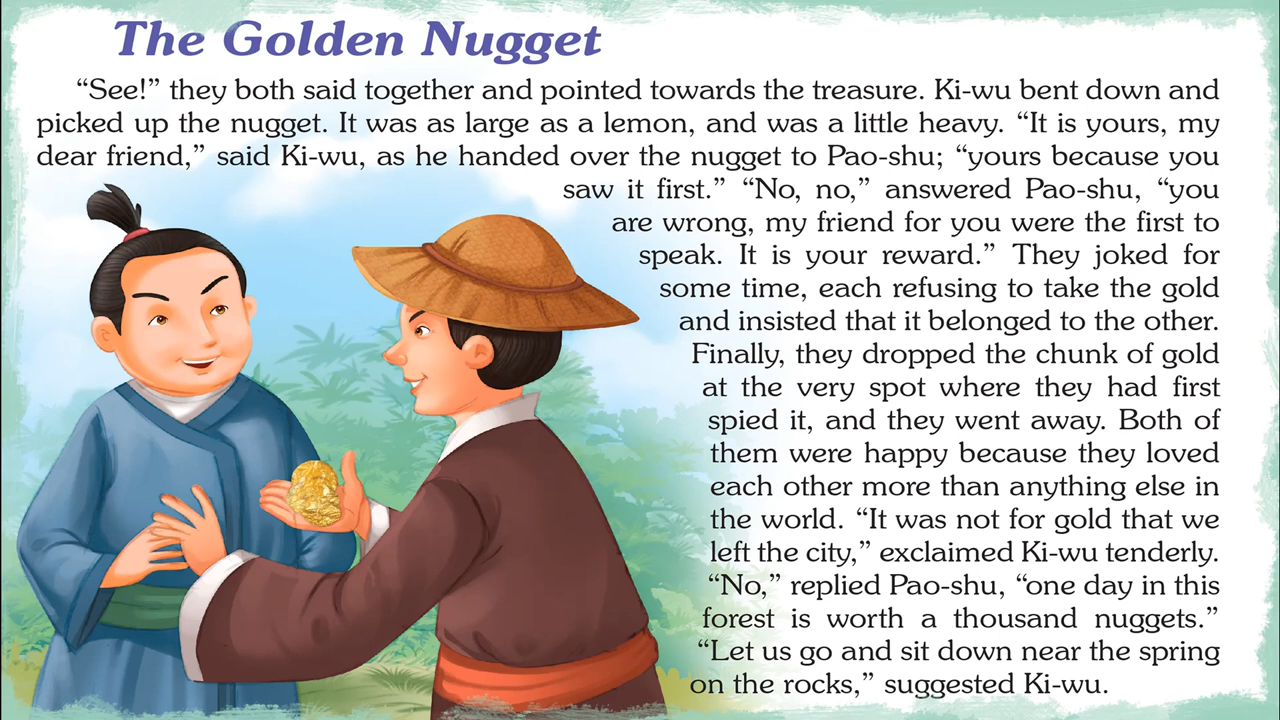 The Golden Nugget
“See!” they both said together and pointed towards the treasure. Ki-wu bent down and
picked up the nugget. It was as large as a lemon, and was a little heavy. “It is yours, my
dear friend,” said Ki-wu, as he handed over the nugget to Pao-shu; “yours because you
saw it first.” “No, no,” answered Pao-shu, “you
are wrong, my friend for you were the first to
speak. It is your reward.” They joked for
some time, each refusing to take the gold
and insisted that it belonged to the other.
Finally, they dropped the chunk of gold
at the very spot where they had first
spied it, and they went away. Both of
them were happy because they loved
each other more than anything else in
the world. “It was not for gold that we
left the city,” exclaimed Ki-wu tenderly.
“No,” replied Pao-shu, “one day in this
forest is worth a thousand nuggets.”
“Let us go and sit down near the spring
on the rocks,” suggested Ki-wu.